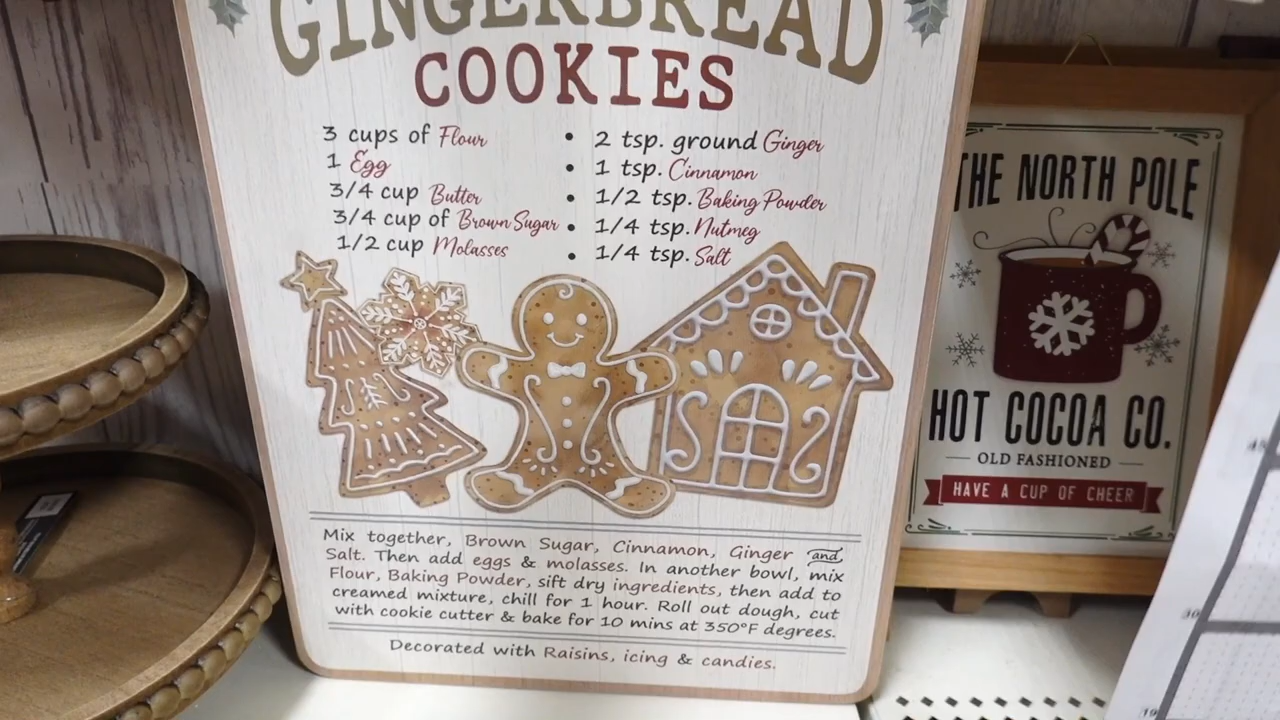 GINGERBREAD
COOKIES
3 cups of Flour
1 Egg
3/4 cup Butter
3/4 cup of Brown Sugar
1/2 cup Molasses
• 2 tsp. ground Ginger
• 1 tsp. Cinnamon
• 1/2 tsp. Baking Powder
• 1/4 tsp. Nutmeg
• 1/4 tsp. Salt
Mix together, Brown Sugar, Cinnamon, Ginger and
Salt. Then add eggs & molasses. In another bowl, mix
Flour, Baking Powder, sift dry ingredients, then add to
creamed mixture, chill for 1 hour. Roll out dough, cut
with cookie cutter & bake for 10 mins at 350°F degrees.
Decorated with Raisins, icing & candies.
THE NORTH POLE
HOT COCOA CO.
OLD FASHIONED
HAVE A CUP OF CHEER